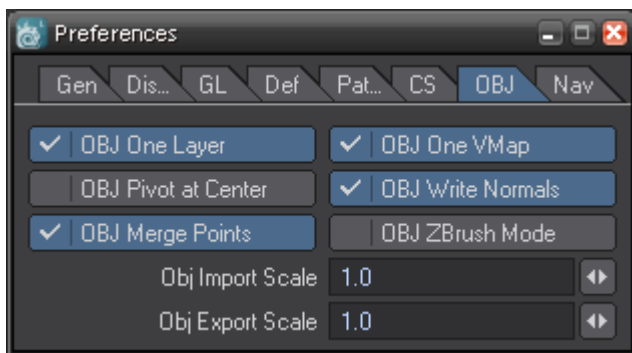 Preferences
Gen Dis... GL Def Pat... CS OBJ Nav
OBJ One Layer OBJ One VMap
OBJ Pivot at Center OBJ Write Normals
OBJ Merge Points OBJ ZBrush Mode
Obj Import Scale 1.0
Obj Export Scale 1.0